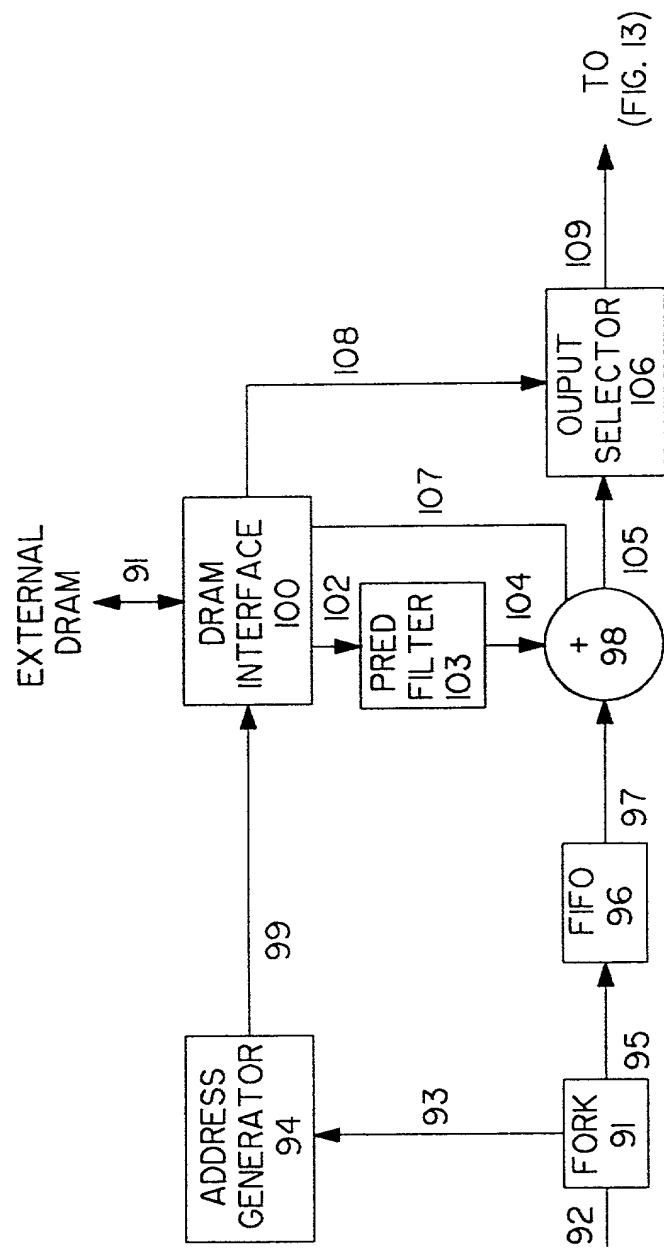 EXTERNAL
DRAM
91
ADDRESS
GENERATOR
94
99
DRAM
INTERFACE
100
108
102
107
PRED
FILTER
103
93
104
92
FORK
91
95
FIFO
96
97
+
98
105
OUPUT
SELECTOR
106
109
TO
(FIG. 13)